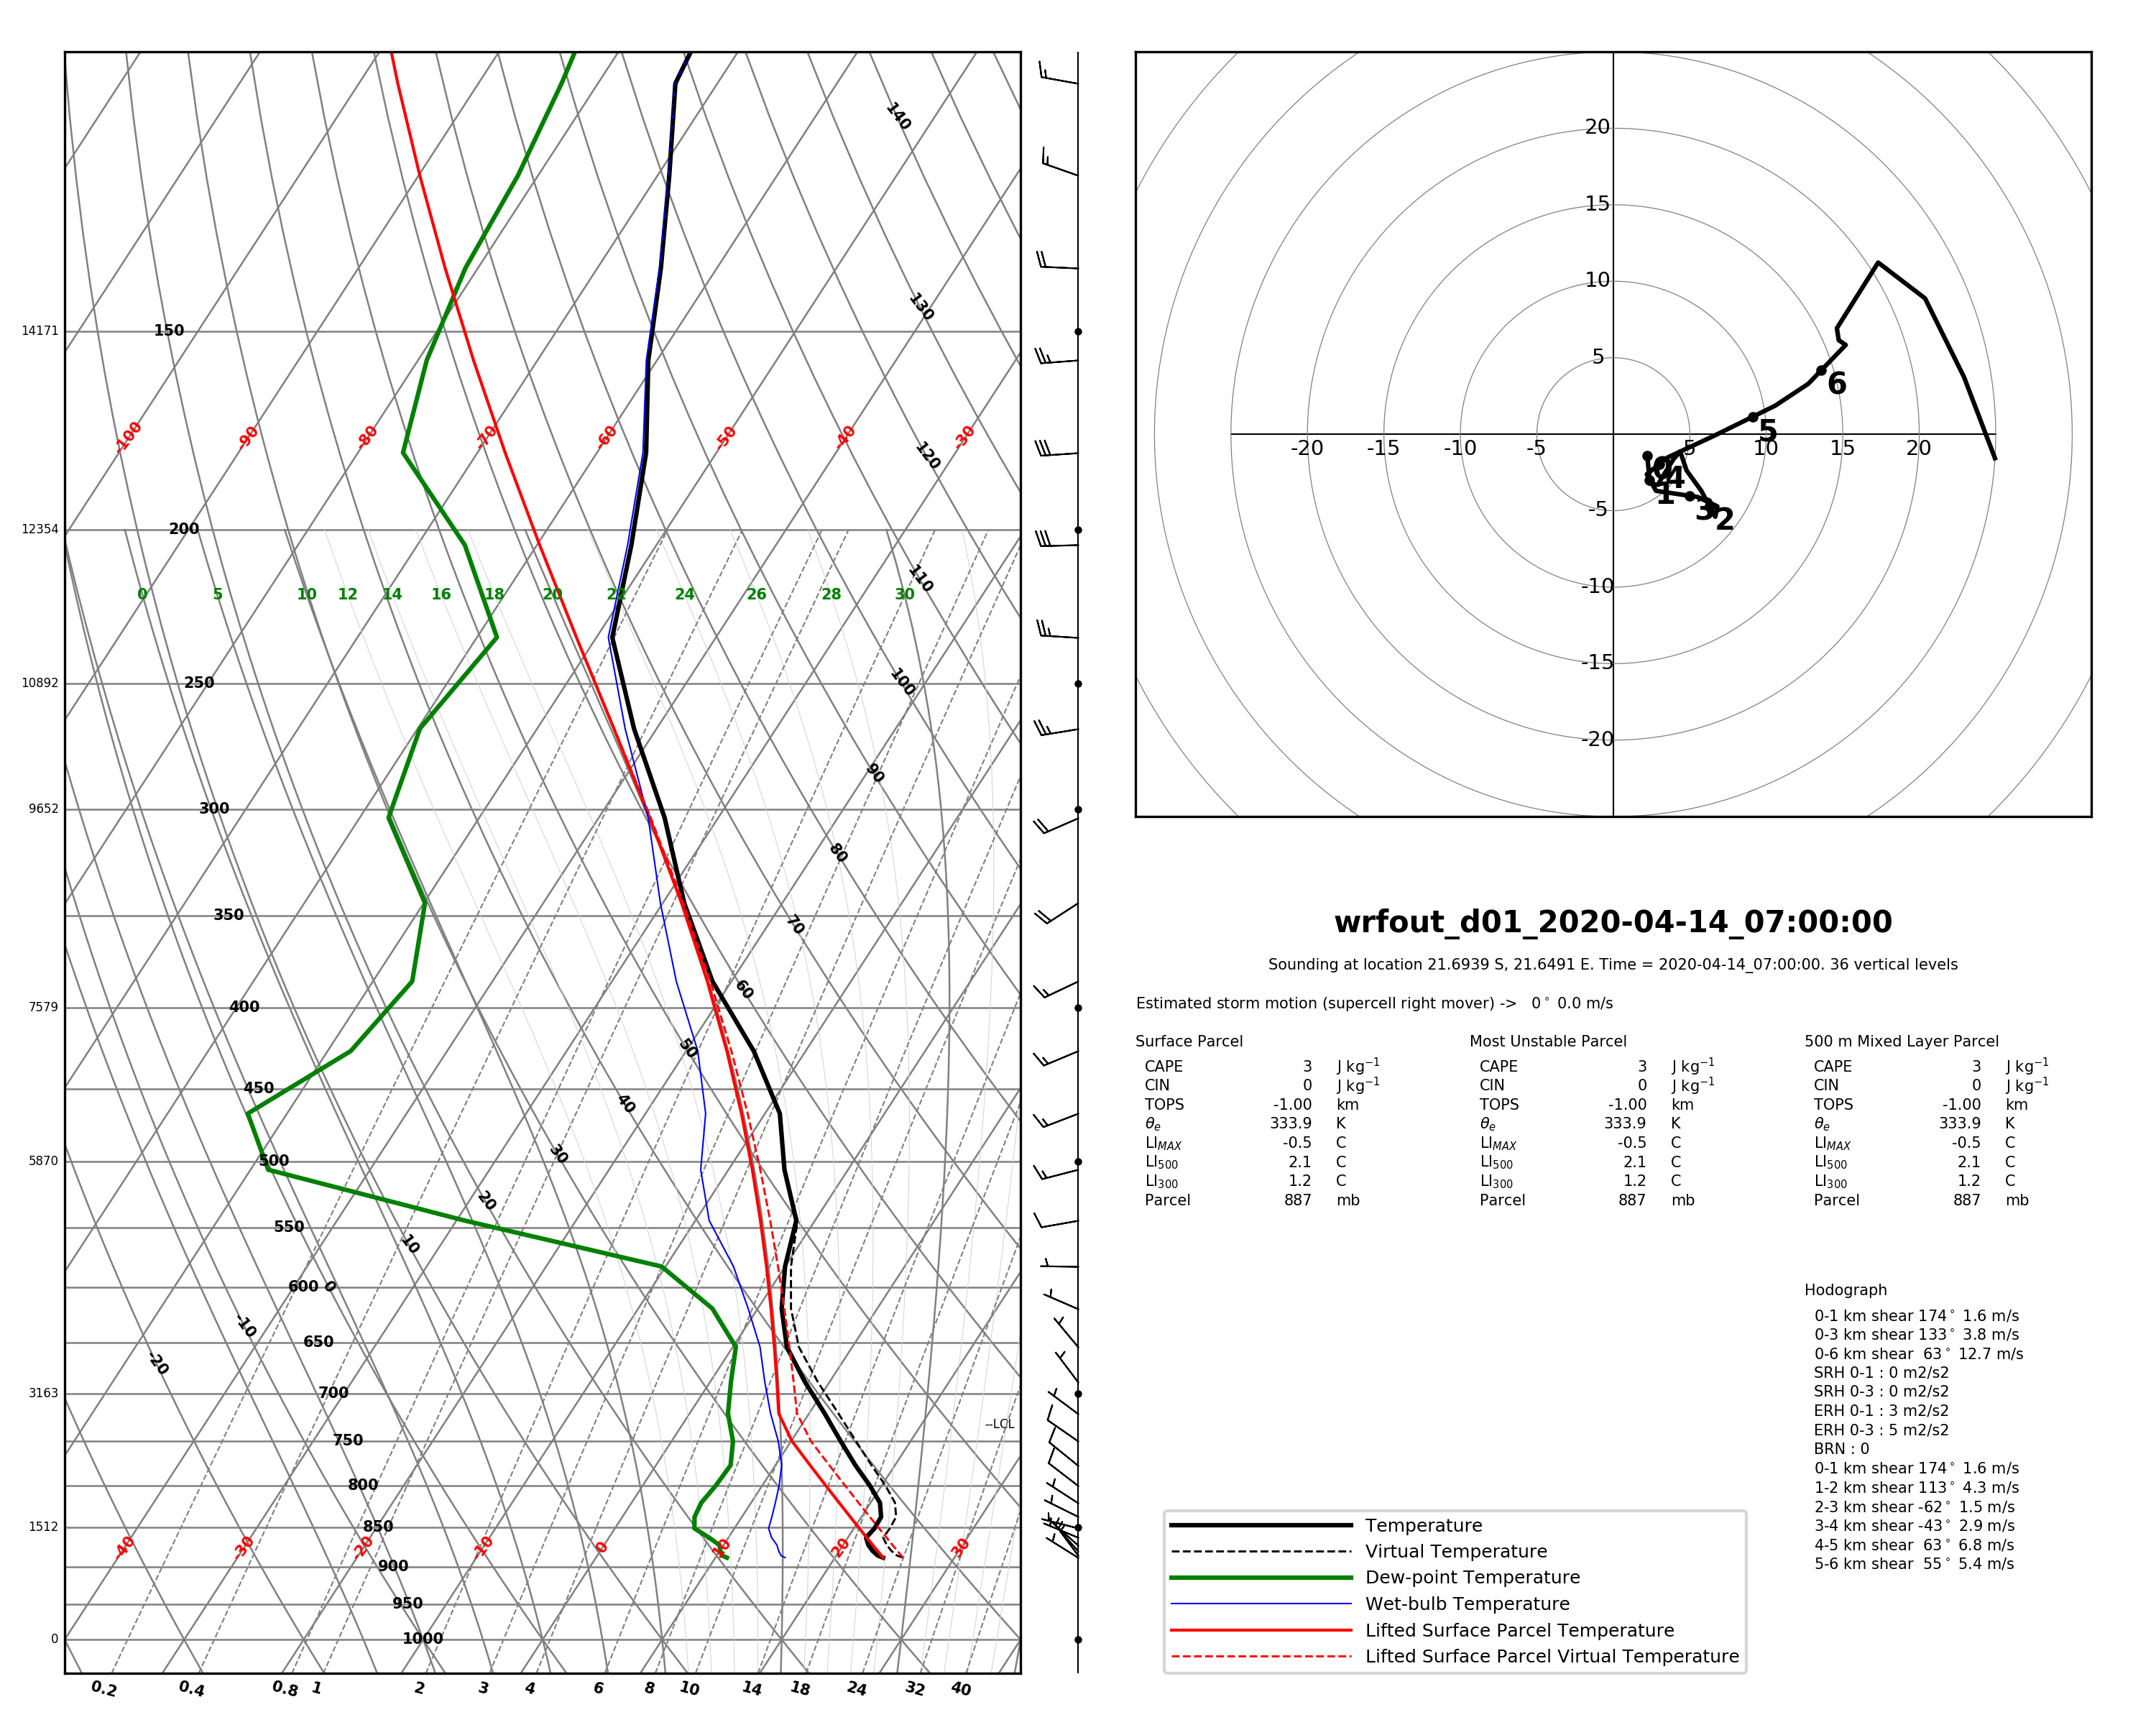 140
130
120
110
100
90
80
70
60
50
40
30
20
10
0
-10
-20
14171 150
-100 -90 -80 -70 -60 -50 -40 -30
12354 200
0 5 10 12 14 16 18 20 22 24 26 28 30
10892 250
9652 300
350
7579 400
450
5870 500
550
600
650
3163 700
--LCL
750
800
1512 850
-40 -30 -20 -10 0 10 20 30
900
950
0 1000
0.2 0.4 0.8 1 2 3 4 6 8 10 14 18 24 32 40
20
15
10
5
-20 -15 -10 -5 5 10 15 20
-5
-10
-15
-20
0
1
2
3
4
5
6
wrfout_d01_2020-04-14_07:00:00
Sounding at location 21.6939 S, 21.6491 E. Time = 2020-04-14_07:00:00. 36 vertical levels
Estimated storm motion (supercell right mover) -> 0° 0.0 m/s
Surface Parcel
CAPE 3 J kg⁻¹
CIN 0 J kg⁻¹
TOPS -1.00 km
θₑ 333.9 K
LI_MAX -0.5 C
LI₅₀₀ 2.1 C
LI₃₀₀ 1.2 C
Parcel 887 mb
Most Unstable Parcel
CAPE 3 J kg⁻¹
CIN 0 J kg⁻¹
TOPS -1.00 km
θₑ 333.9 K
LI_MAX -0.5 C
LI₅₀₀ 2.1 C
LI₃₀₀ 1.2 C
Parcel 887 mb
500 m Mixed Layer Parcel
CAPE 3 J kg⁻¹
CIN 0 J kg⁻¹
TOPS -1.00 km
θₑ 333.9 K
LI_MAX -0.5 C
LI₅₀₀ 2.1 C
LI₃₀₀ 1.2 C
Parcel 887 mb
Hodograph
0-1 km shear 174° 1.6 m/s
0-3 km shear 133° 3.8 m/s
0-6 km shear 63° 12.7 m/s
SRH 0-1 : 0 m2/s2
SRH 0-3 : 0 m2/s2
ERH 0-1 : 3 m2/s2
ERH 0-3 : 5 m2/s2
BRN : 0
0-1 km shear 174° 1.6 m/s
1-2 km shear 113° 4.3 m/s
2-3 km shear -62° 1.5 m/s
3-4 km shear -43° 2.9 m/s
4-5 km shear 63° 6.8 m/s
5-6 km shear 55° 5.4 m/s
Temperature
Virtual Temperature
Dew-point Temperature
Wet-bulb Temperature
Lifted Surface Parcel Temperature
Lifted Surface Parcel Virtual Temperature